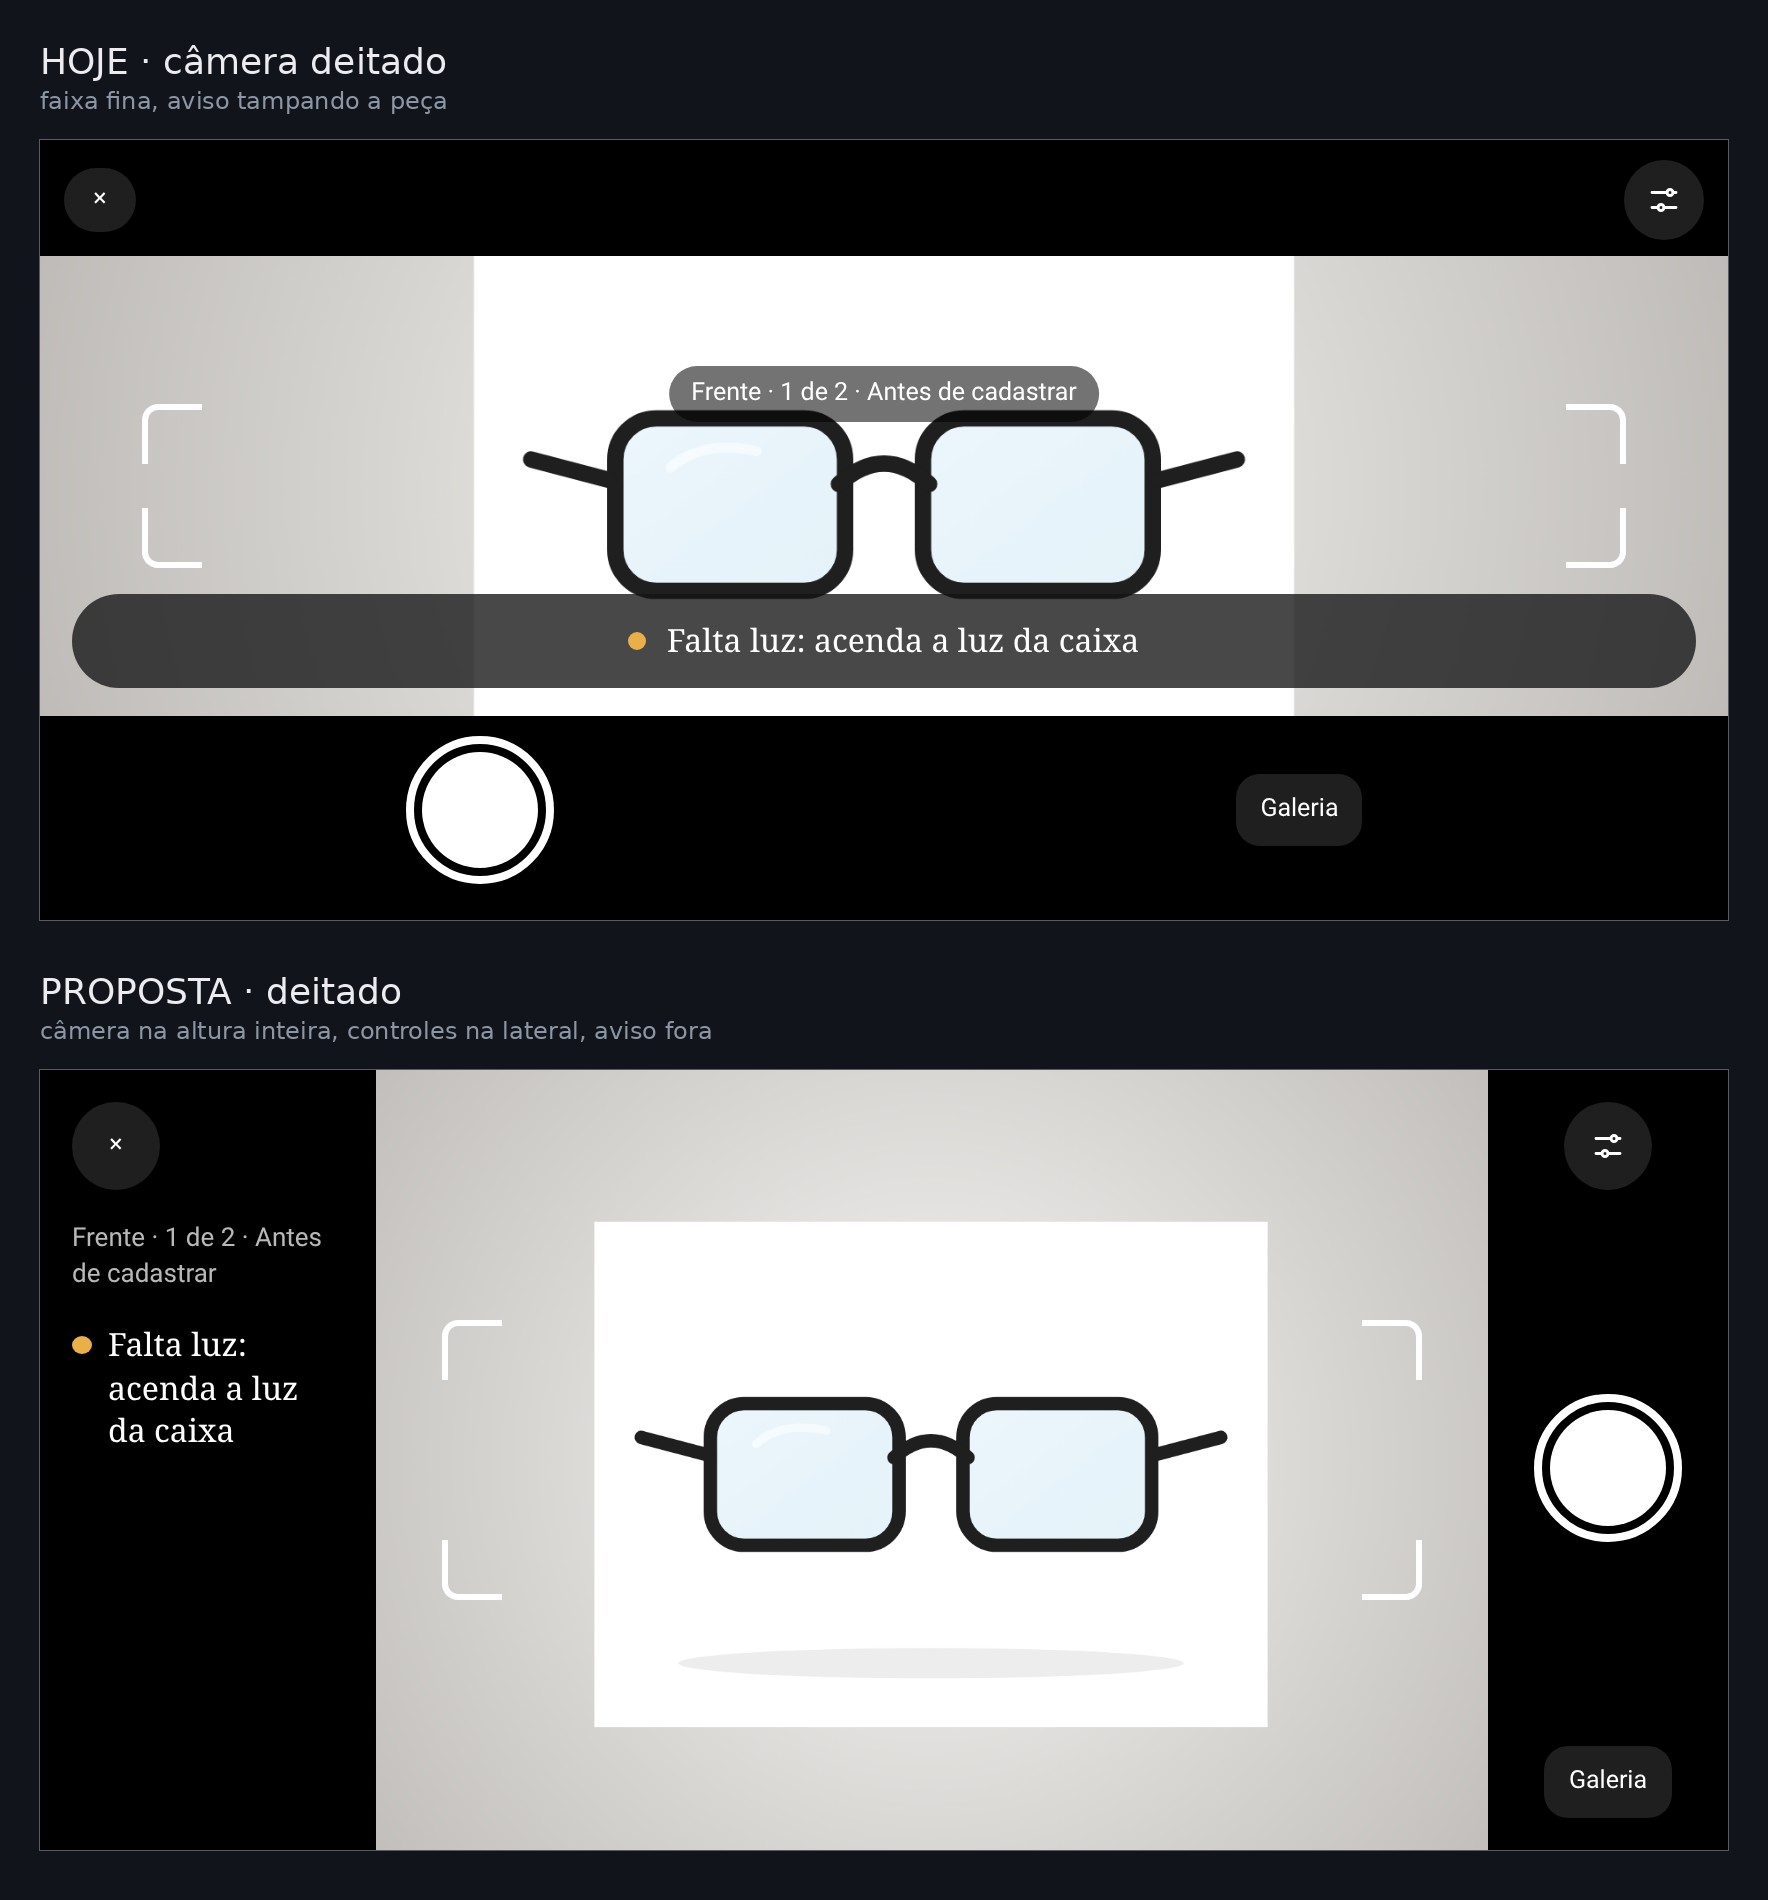 HOJE · câmera deitado
faixa fina, aviso tampando a peça
×
Frente · 1 de 2 · Antes de cadastrar
Falta luz: acenda a luz da caixa
Galeria
PROPOSTA · deitado
câmera na altura inteira, controles na lateral, aviso fora
×
Frente · 1 de 2 · Antes
de cadastrar
Falta luz:
acenda a luz
da caixa
Galeria